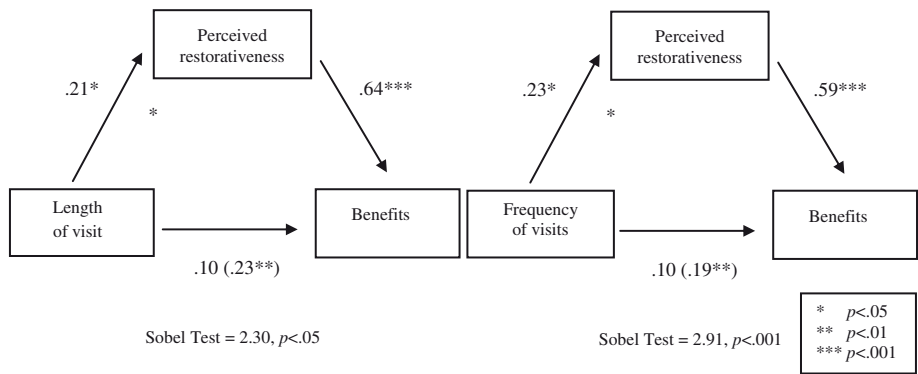 Perceived
restorativeness
.21*
*
.64***
Length
of visit
Benefits
.10 (.23**)
Sobel Test = 2.30, p<.05
Perceived
restorativeness
.23*
*
.59***
Frequency
of visits
Benefits
.10 (.19**)
Sobel Test = 2.91, p<.001
* p<.05
** p<.01
*** p<.001